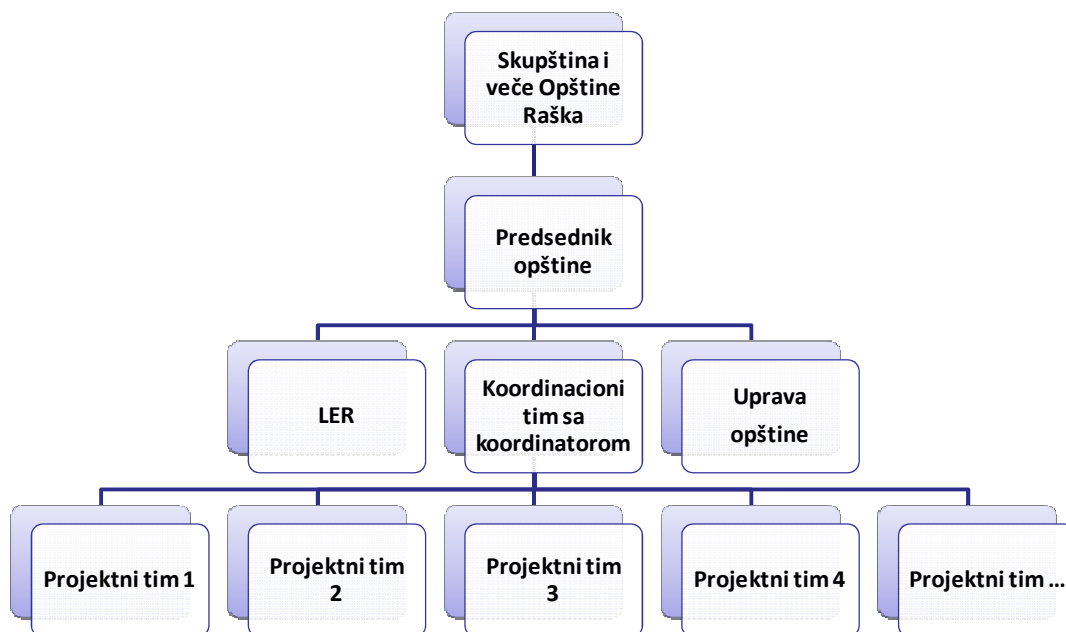 Skupština i
veče Opštine
Raška
Predsednik
opštine
LER
Koordinacioni
tim sa
koordinatorom
Uprava
opštine
Projektni tim 1
Projektni tim
2
Projektni tim
3
Projektni tim 4
Projektni tim ...